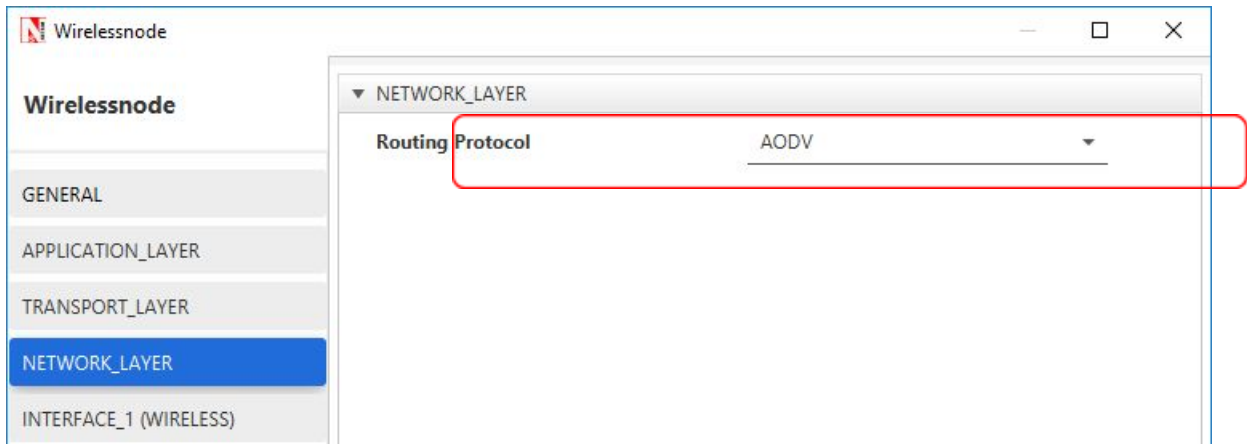 Wirelessnode
Wirelessnode
NETWORK_LAYER
Routing Protocol AODV
GENERAL
APPLICATION_LAYER
TRANSPORT_LAYER
NETWORK_LAYER
INTERFACE_1 (WIRELESS)